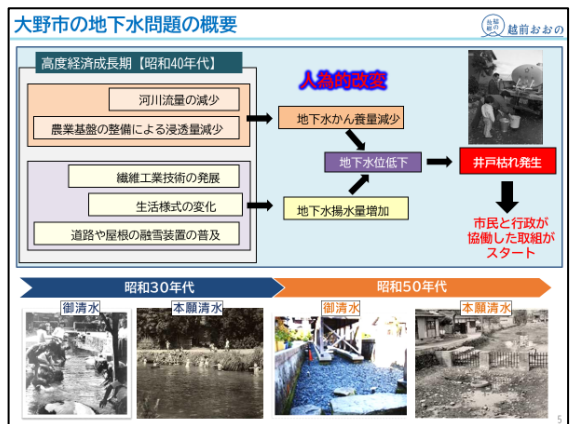 大野市の地下水問題の概要
越前おおの
高度経済成長期【昭和40年代】
人為的改変
河川流量の減少
農業基盤の整備による浸透量減少
地下水かん養量減少
地下水位低下
井戸枯れ発生
繊維工業技術の発展
生活様式の変化
道路や屋根の融雪装置の普及
地下水揚水量増加
市民と行政が
協働した取組が
スタート
昭和30年代
昭和50年代
御清水
本願清水
御清水
本願清水
5